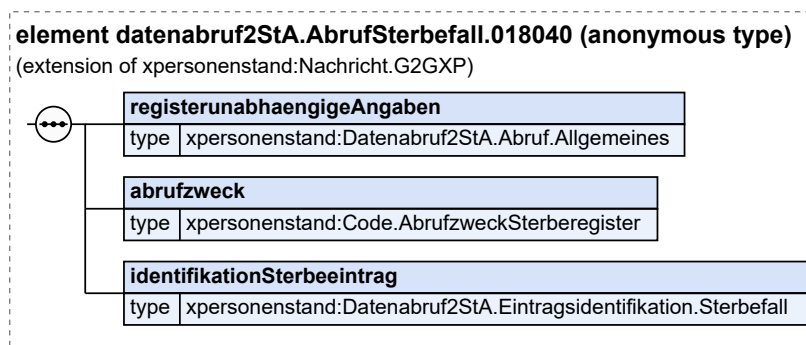 element datenabruf2StA.AbrufSterbefall.018040 (anonymous type)
(extension of xpersonenstand:Nachricht.G2GXP)
registerunabhaengigeAngaben
type xpersonenstand:Datenabruf2StA.Abruf.Allgemeines
abrufzweck
type xpersonenstand:Code.AbrufzweckSterberegister
identifikationSterbeeintrag
type xpersonenstand:Datenabruf2StA.Eintragsidentifikation.Sterbefall